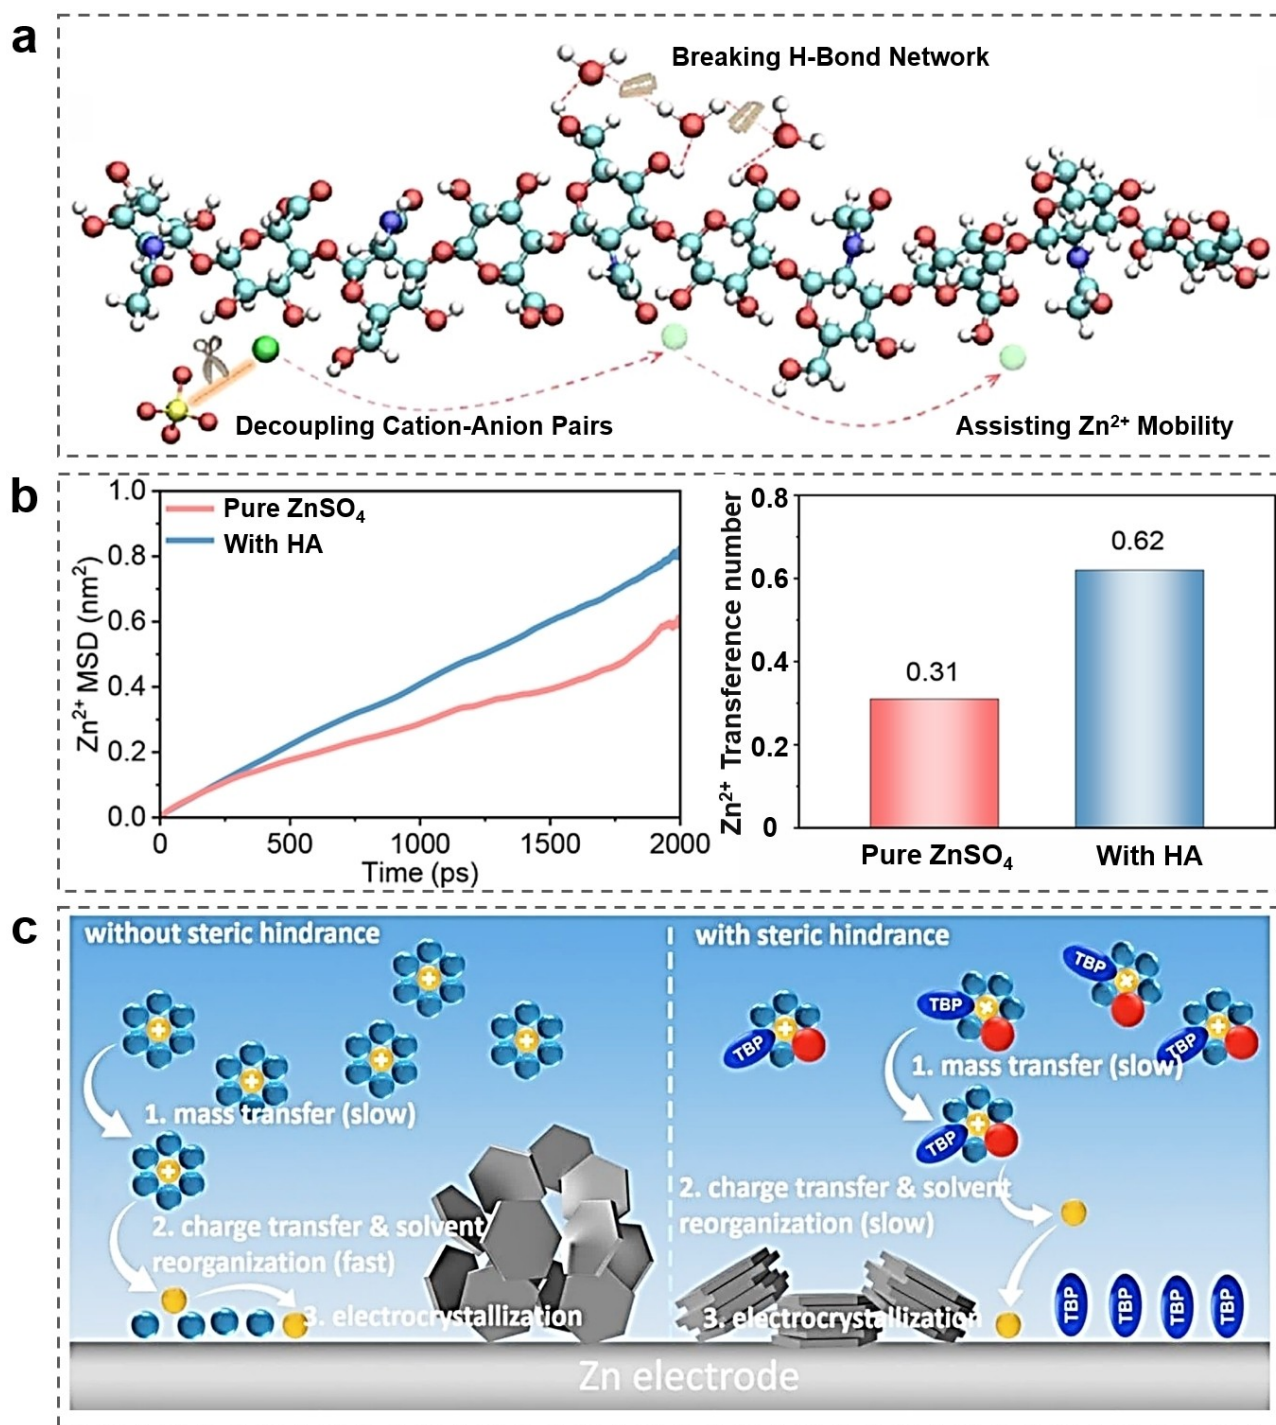 a
Breaking H-Bond Network
Decoupling Cation-Anion Pairs
Assisting Zn²⁺ Mobility
b
Zn²⁺ MSD (nm²)
1.0
0.8
0.6
0.4
0.2
0.0
Pure ZnSO₄
With HA
0
500
1000
1500
2000
Time (ps)
Zn²⁺ Transference number
0.8
0.6
0.4
0.2
0
0.31
0.62
Pure ZnSO₄
With HA
c
without steric hindrance
1. mass transfer (slow)
2. charge transfer & solvent
reorganization (fast)
3. electrocrystallization
with steric hindrance
TBP
TBP
TBP
TBP
1. mass transfer (slow)
TBP
2. charge transfer & solvent
reorganization (slow)
3. electrocrystallization
TBP
TBP
TBP
TBP
Zn electrode